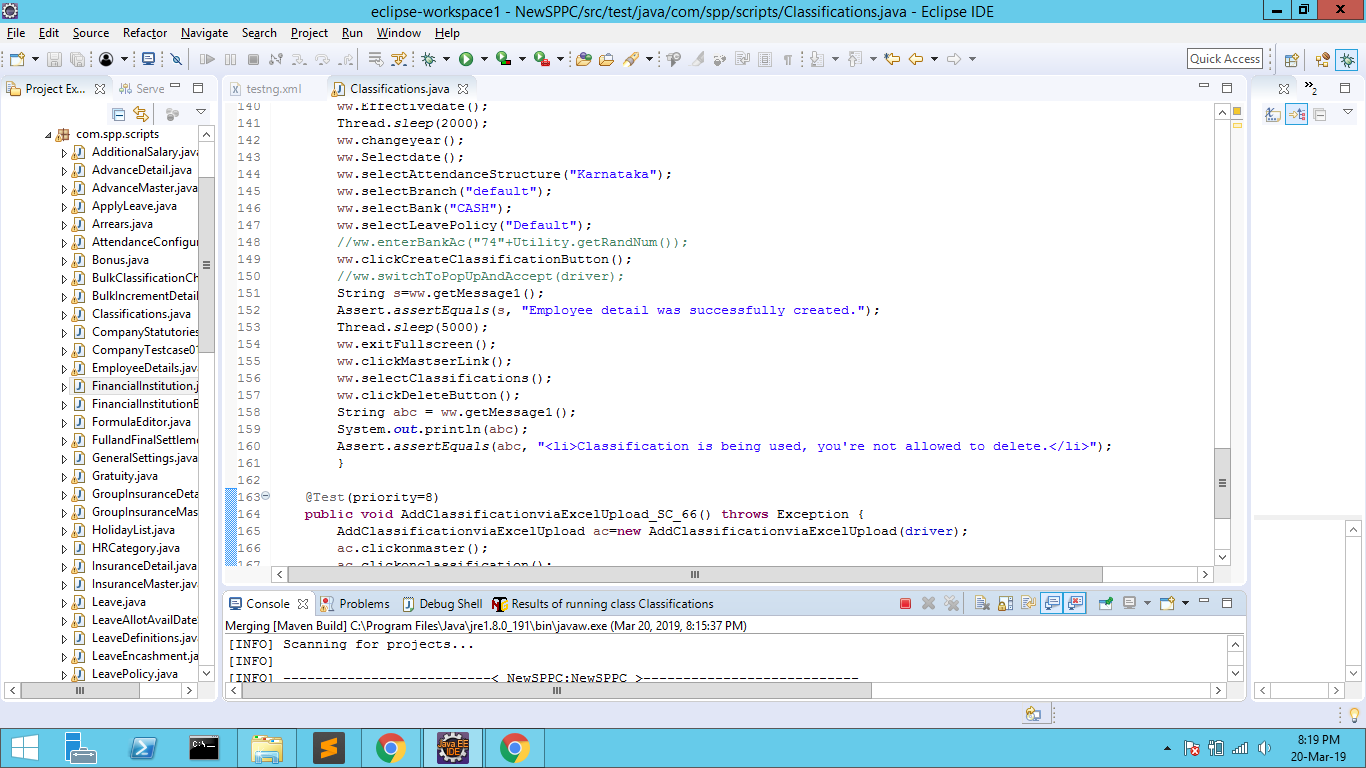 eclipse-workspace1 - NewSPPC/src/test/java/com/spp/scripts/Classifications.java - Eclipse IDE
File Edit Source Refactor Navigate Search Project Run Window Help
Quick Access
Project Ex... Serve
testng.xml Classifications.java
com.spp.scripts
AdditionalSalary.java
AdvanceDetail.java
AdvanceMaster.java
ApplyLeave.java
Arrears.java
AttendanceConfigur
Bonus.java
BulkClassificationCh
BulkIncrementDetail
Classifications.java
CompanyStatutories
CompanyTestcase01
EmployeeDetails.java
FinancialInstitution.j
FinancialInstitutionE
FormulaEditor.java
FullandFinalSettleme
GeneralSettings.java
Gratuity.java
GroupInsuranceDeta
GroupInsuranceMas
HolidayList.java
HRCategory.java
InsuranceDetail.java
InsuranceMaster.java
Leave.java
LeaveAllotAvailDate
LeaveDefinitions.java
LeaveEncashment.ja
LeavePolicy.java
140 ww.Effectivedate();
141 Thread.sleep(2000);
142 ww.changeyear();
143 ww.Selectdate();
144 ww.selectAttendanceStructure("Karnataka");
145 ww.selectBranch("default");
146 ww.selectBank("CASH");
147 ww.selectLeavePolicy("Default");
148 //ww.enterBankAc("74"+Utility.getRandNum());
149 ww.clickCreateClassificationButton();
150 //ww.switchToPopUpAndAccept(driver);
151 String s=ww.getMessage1();
152 Assert.assertEquals(s, "Employee detail was successfully created.");
153 Thread.sleep(5000);
154 ww.exitFullscreen();
155 ww.clickMastserLink();
156 ww.selectClassifications();
157 ww.clickDeleteButton();
158 String abc = ww.getMessage1();
159 System.out.println(abc);
160 Assert.assertEquals(abc, "<li>Classification is being used, you're not allowed to delete.</li>");
161 }
162
163 @Test(priority=8)
164 public void AddClassificationviaExcelUpload_SC_66() throws Exception {
165 AddClassificationviaExcelUpload ac=new AddClassificationviaExcelUpload(driver);
166 ac.clickonmaster();
167 ac.clickonclassification();
Console Problems Debug Shell Results of running class Classifications
Merging [Maven Build] C:\Program Files\Java\jre1.8.0_191\bin\javaw.exe (Mar 20, 2019, 8:15:37 PM)
[INFO] Scanning for projects...
[INFO]
[INFO] --------------------------< NewSPPC:NewSPPC >---------------------------
2
C:\_
Java EE
IDE
8:19 PM
20-Mar-19